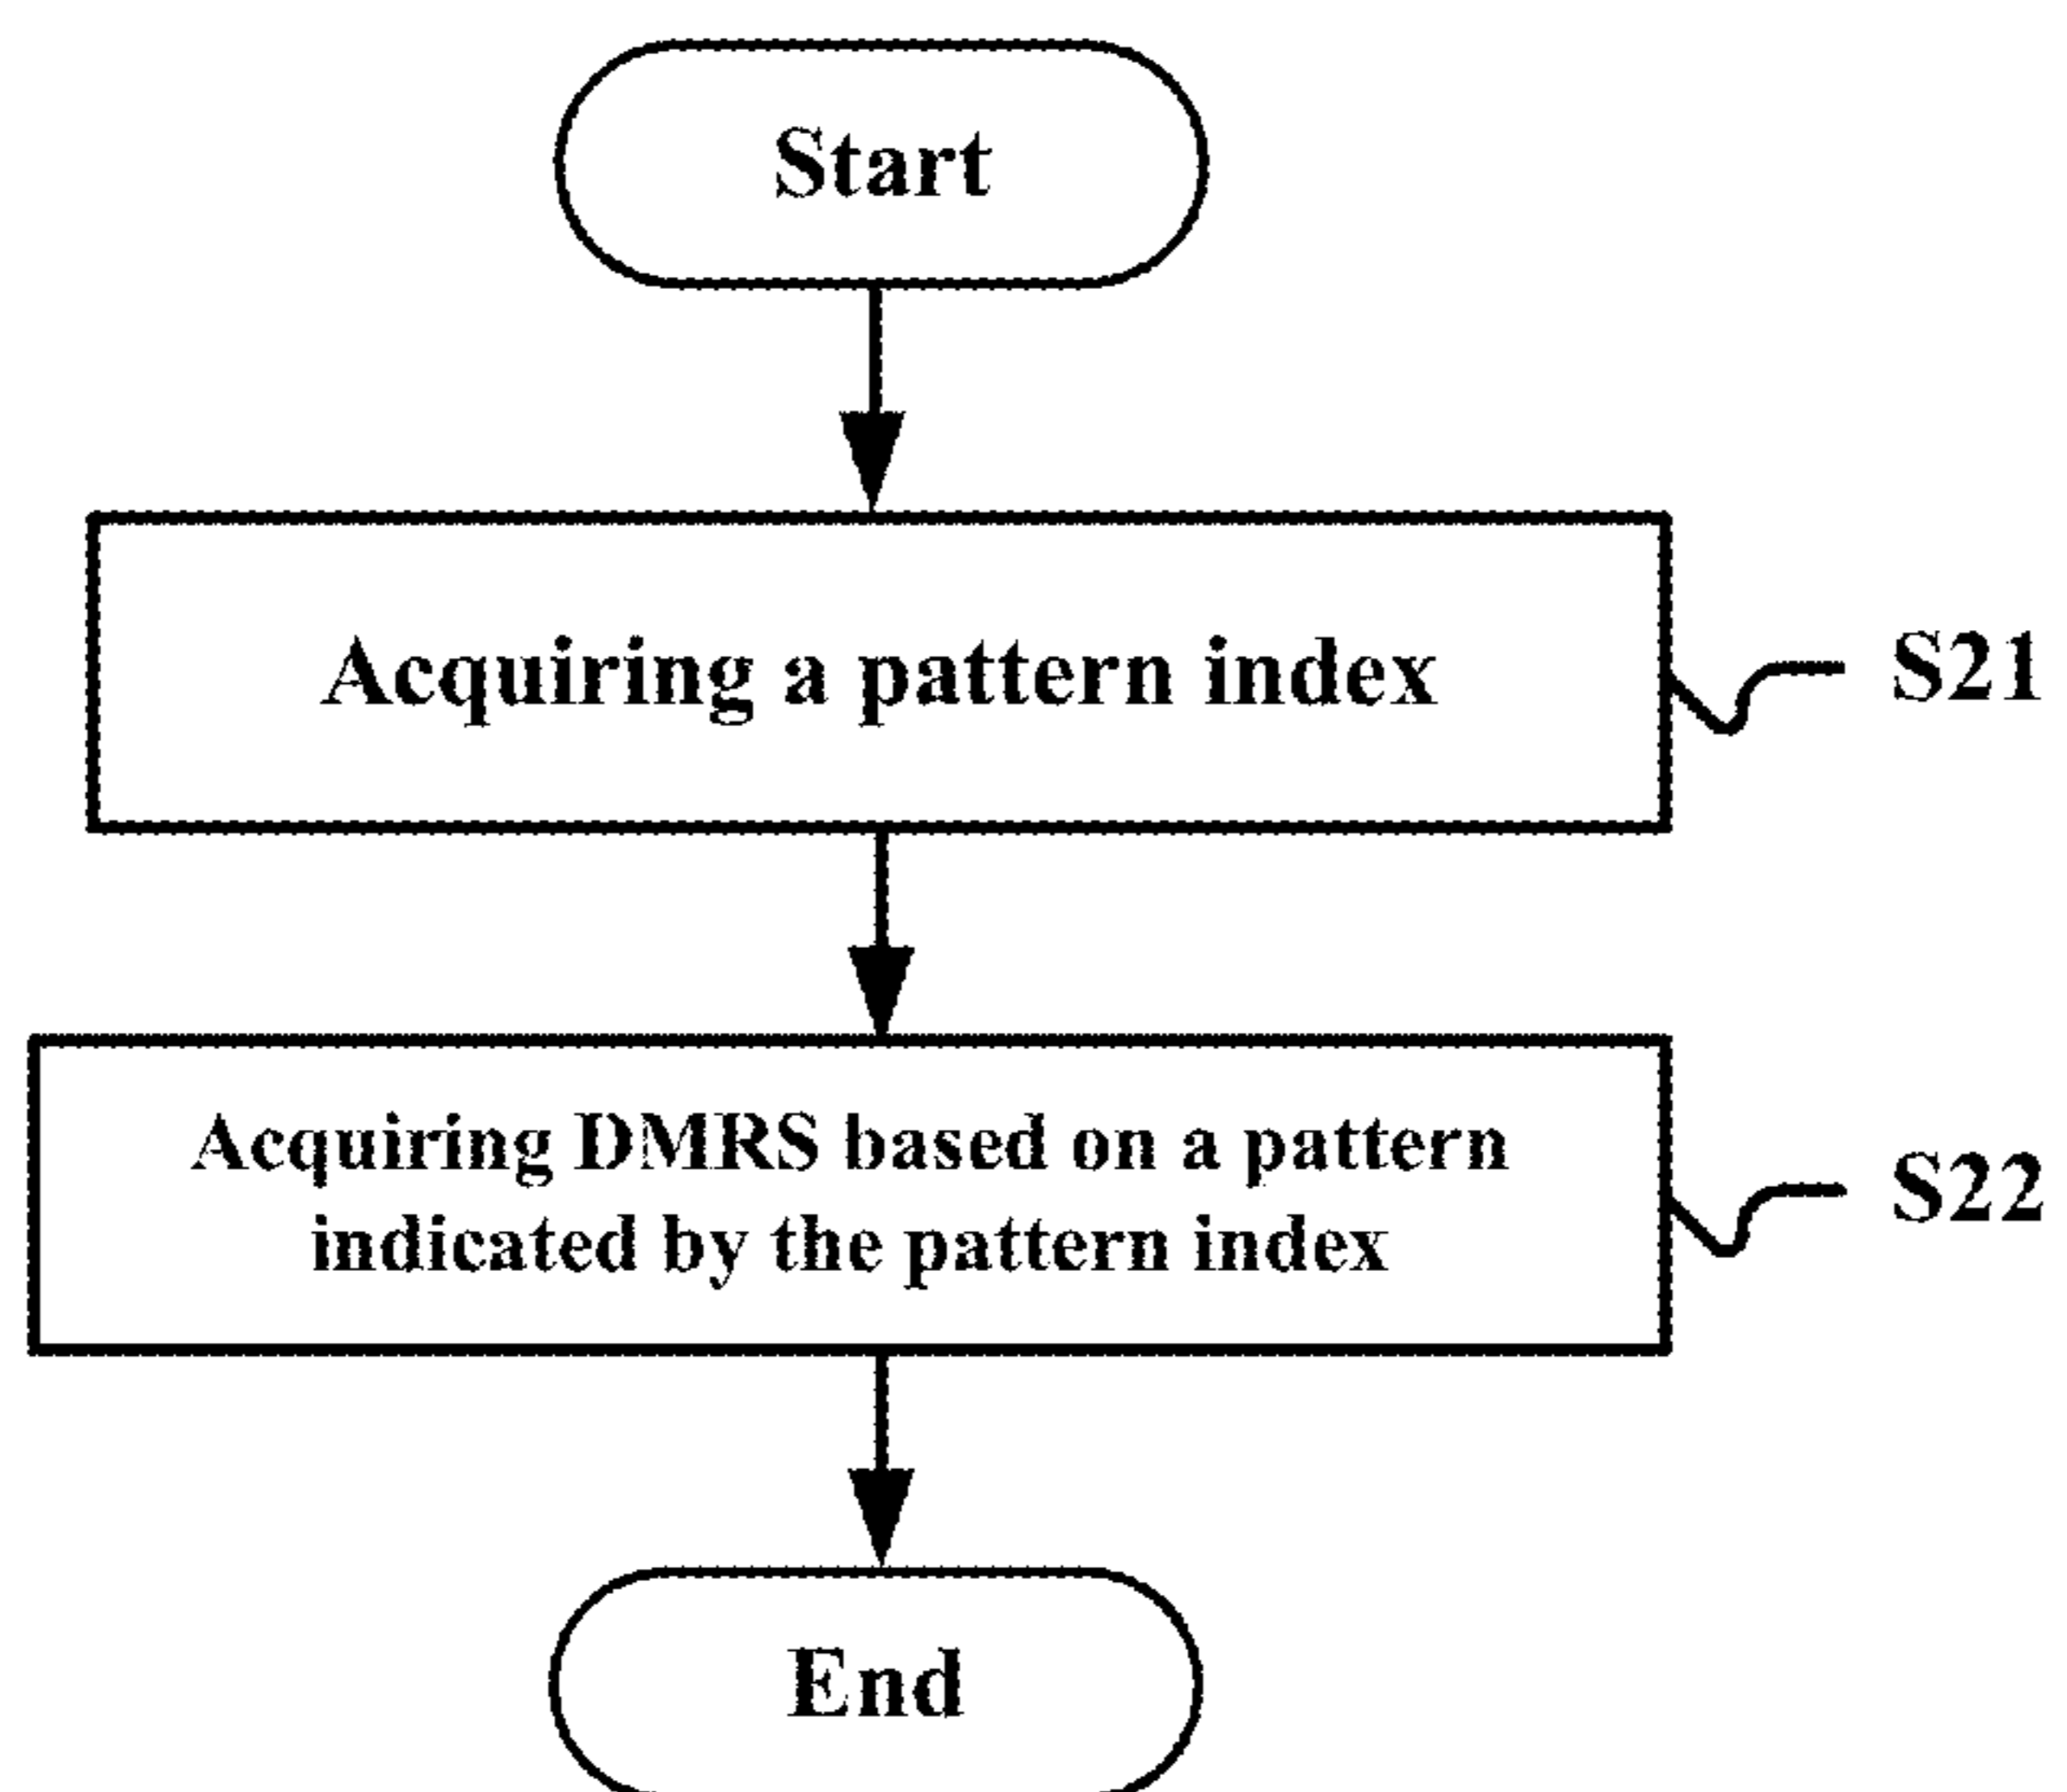 Start
Acquiring a pattern index
S21
Acquiring DMRS based on a pattern
indicated by the pattern index
S22
End